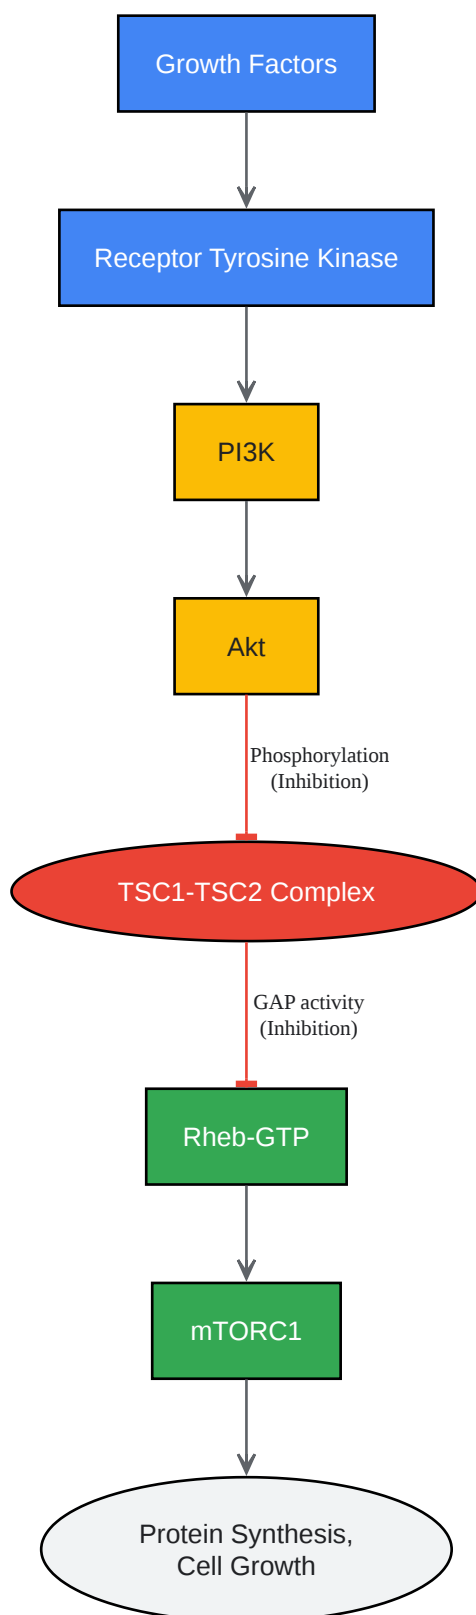 Growth Factors
Receptor Tyrosine Kinase
PI3K
Akt
Phosphorylation
(Inhibition)
TSC1-TSC2 Complex
GAP activity
(Inhibition)
Rheb-GTP
mTORC1
Protein Synthesis,
Cell Growth